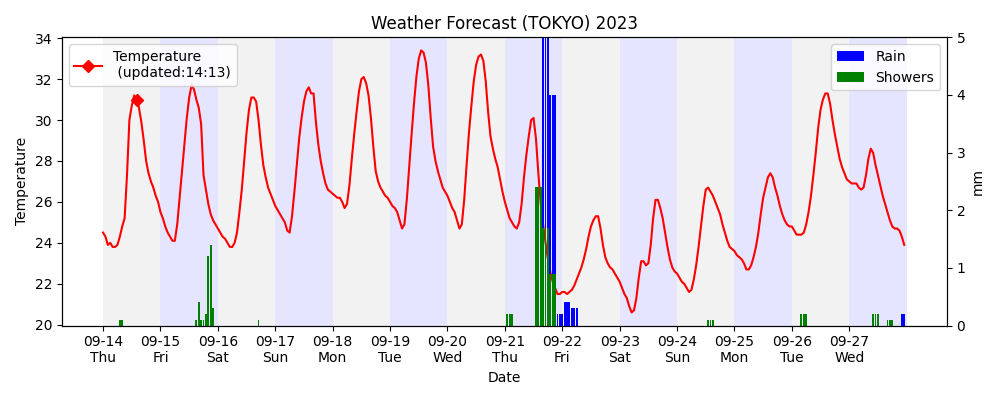 Weather Forecast (TOKYO) 2023
Temperature
(updated:14:13)
Rain
Showers
34
32
30
28
26
24
22
20
Temperature
5
4
3
2
1
0
mm
09-14 09-15 09-16 09-17 09-18 09-19 09-20 09-21 09-22 09-23 09-24 09-25 09-26 09-27
Thu Fri Sat Sun Mon Tue Wed Thu Fri Sat Sun Mon Tue Wed
Date